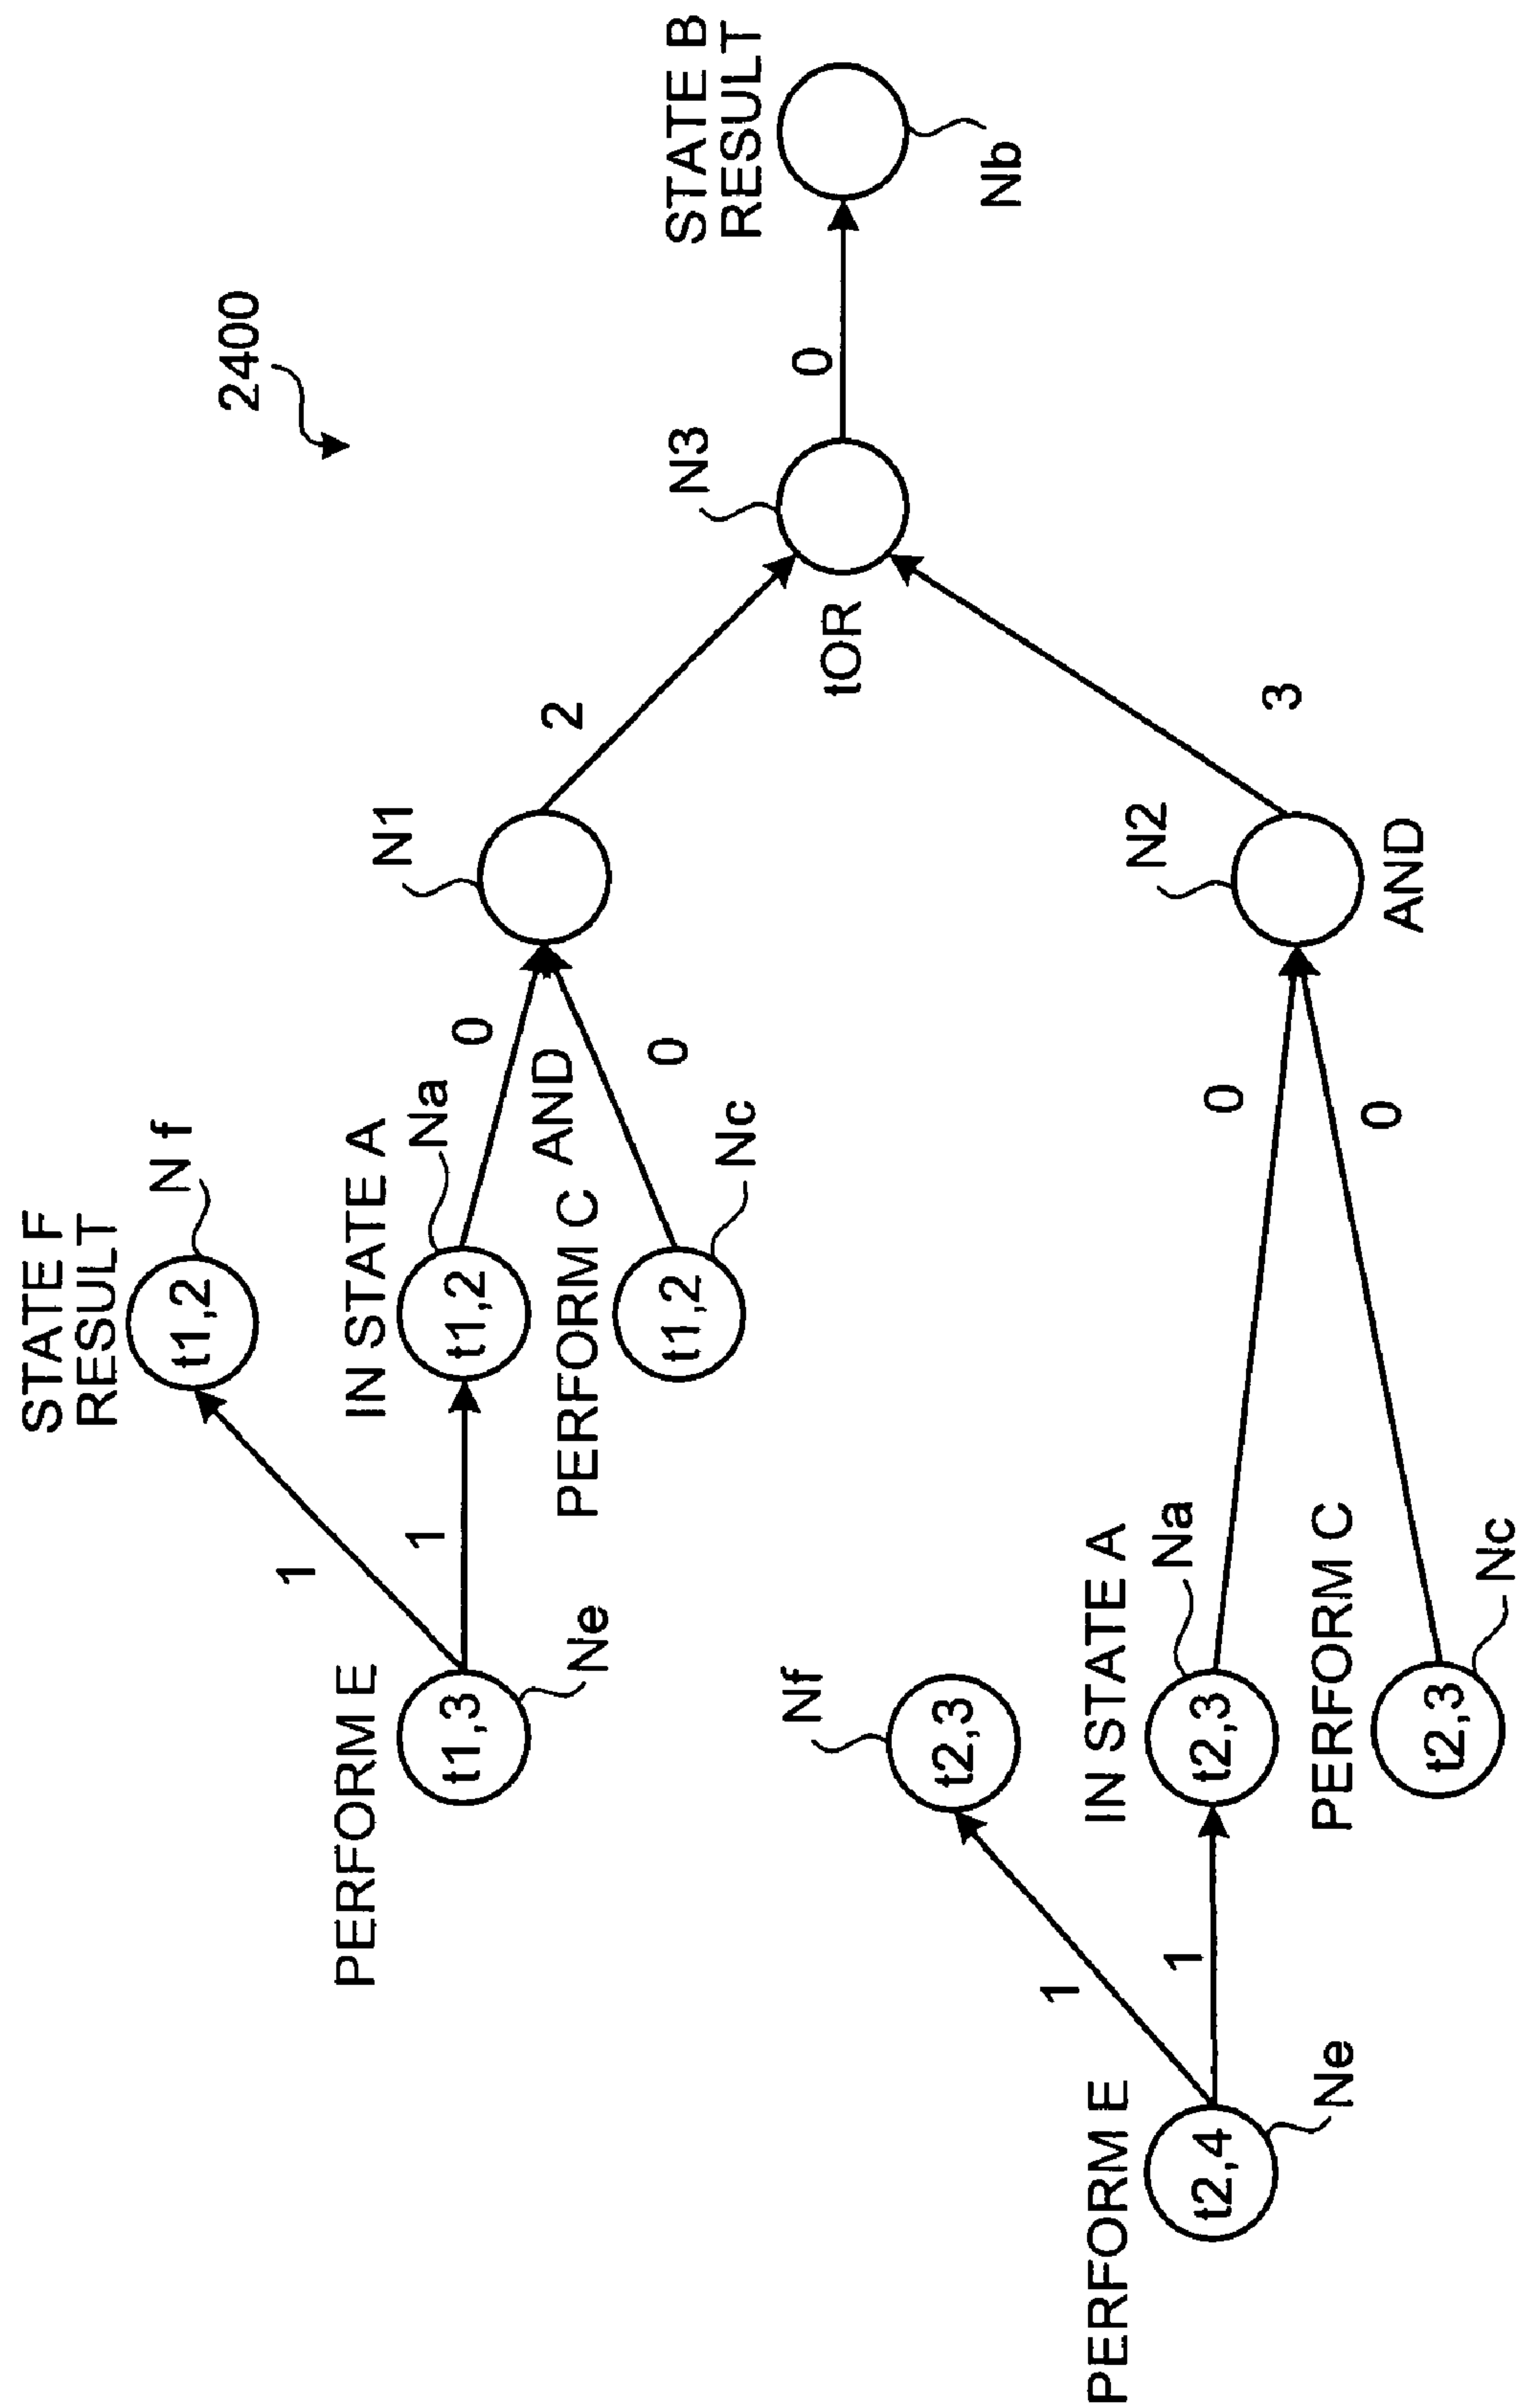 2400
STATE F
RESULT
N f
t1,2
1
PERFORM E
t1,3
Ne
1
IN STATE A
Na
t1,2
0
AND
PERFORM C
t1,2
Nc
0
N1
2
tOR
N3
0
STATE B
RESULT
Nb
Nf
t2,3
1
PERFORM E
t2,4
Ne
1
IN STATE A
Na
t2,3
0
PERFORM C
t2,3
Nc
0
N2
AND
3